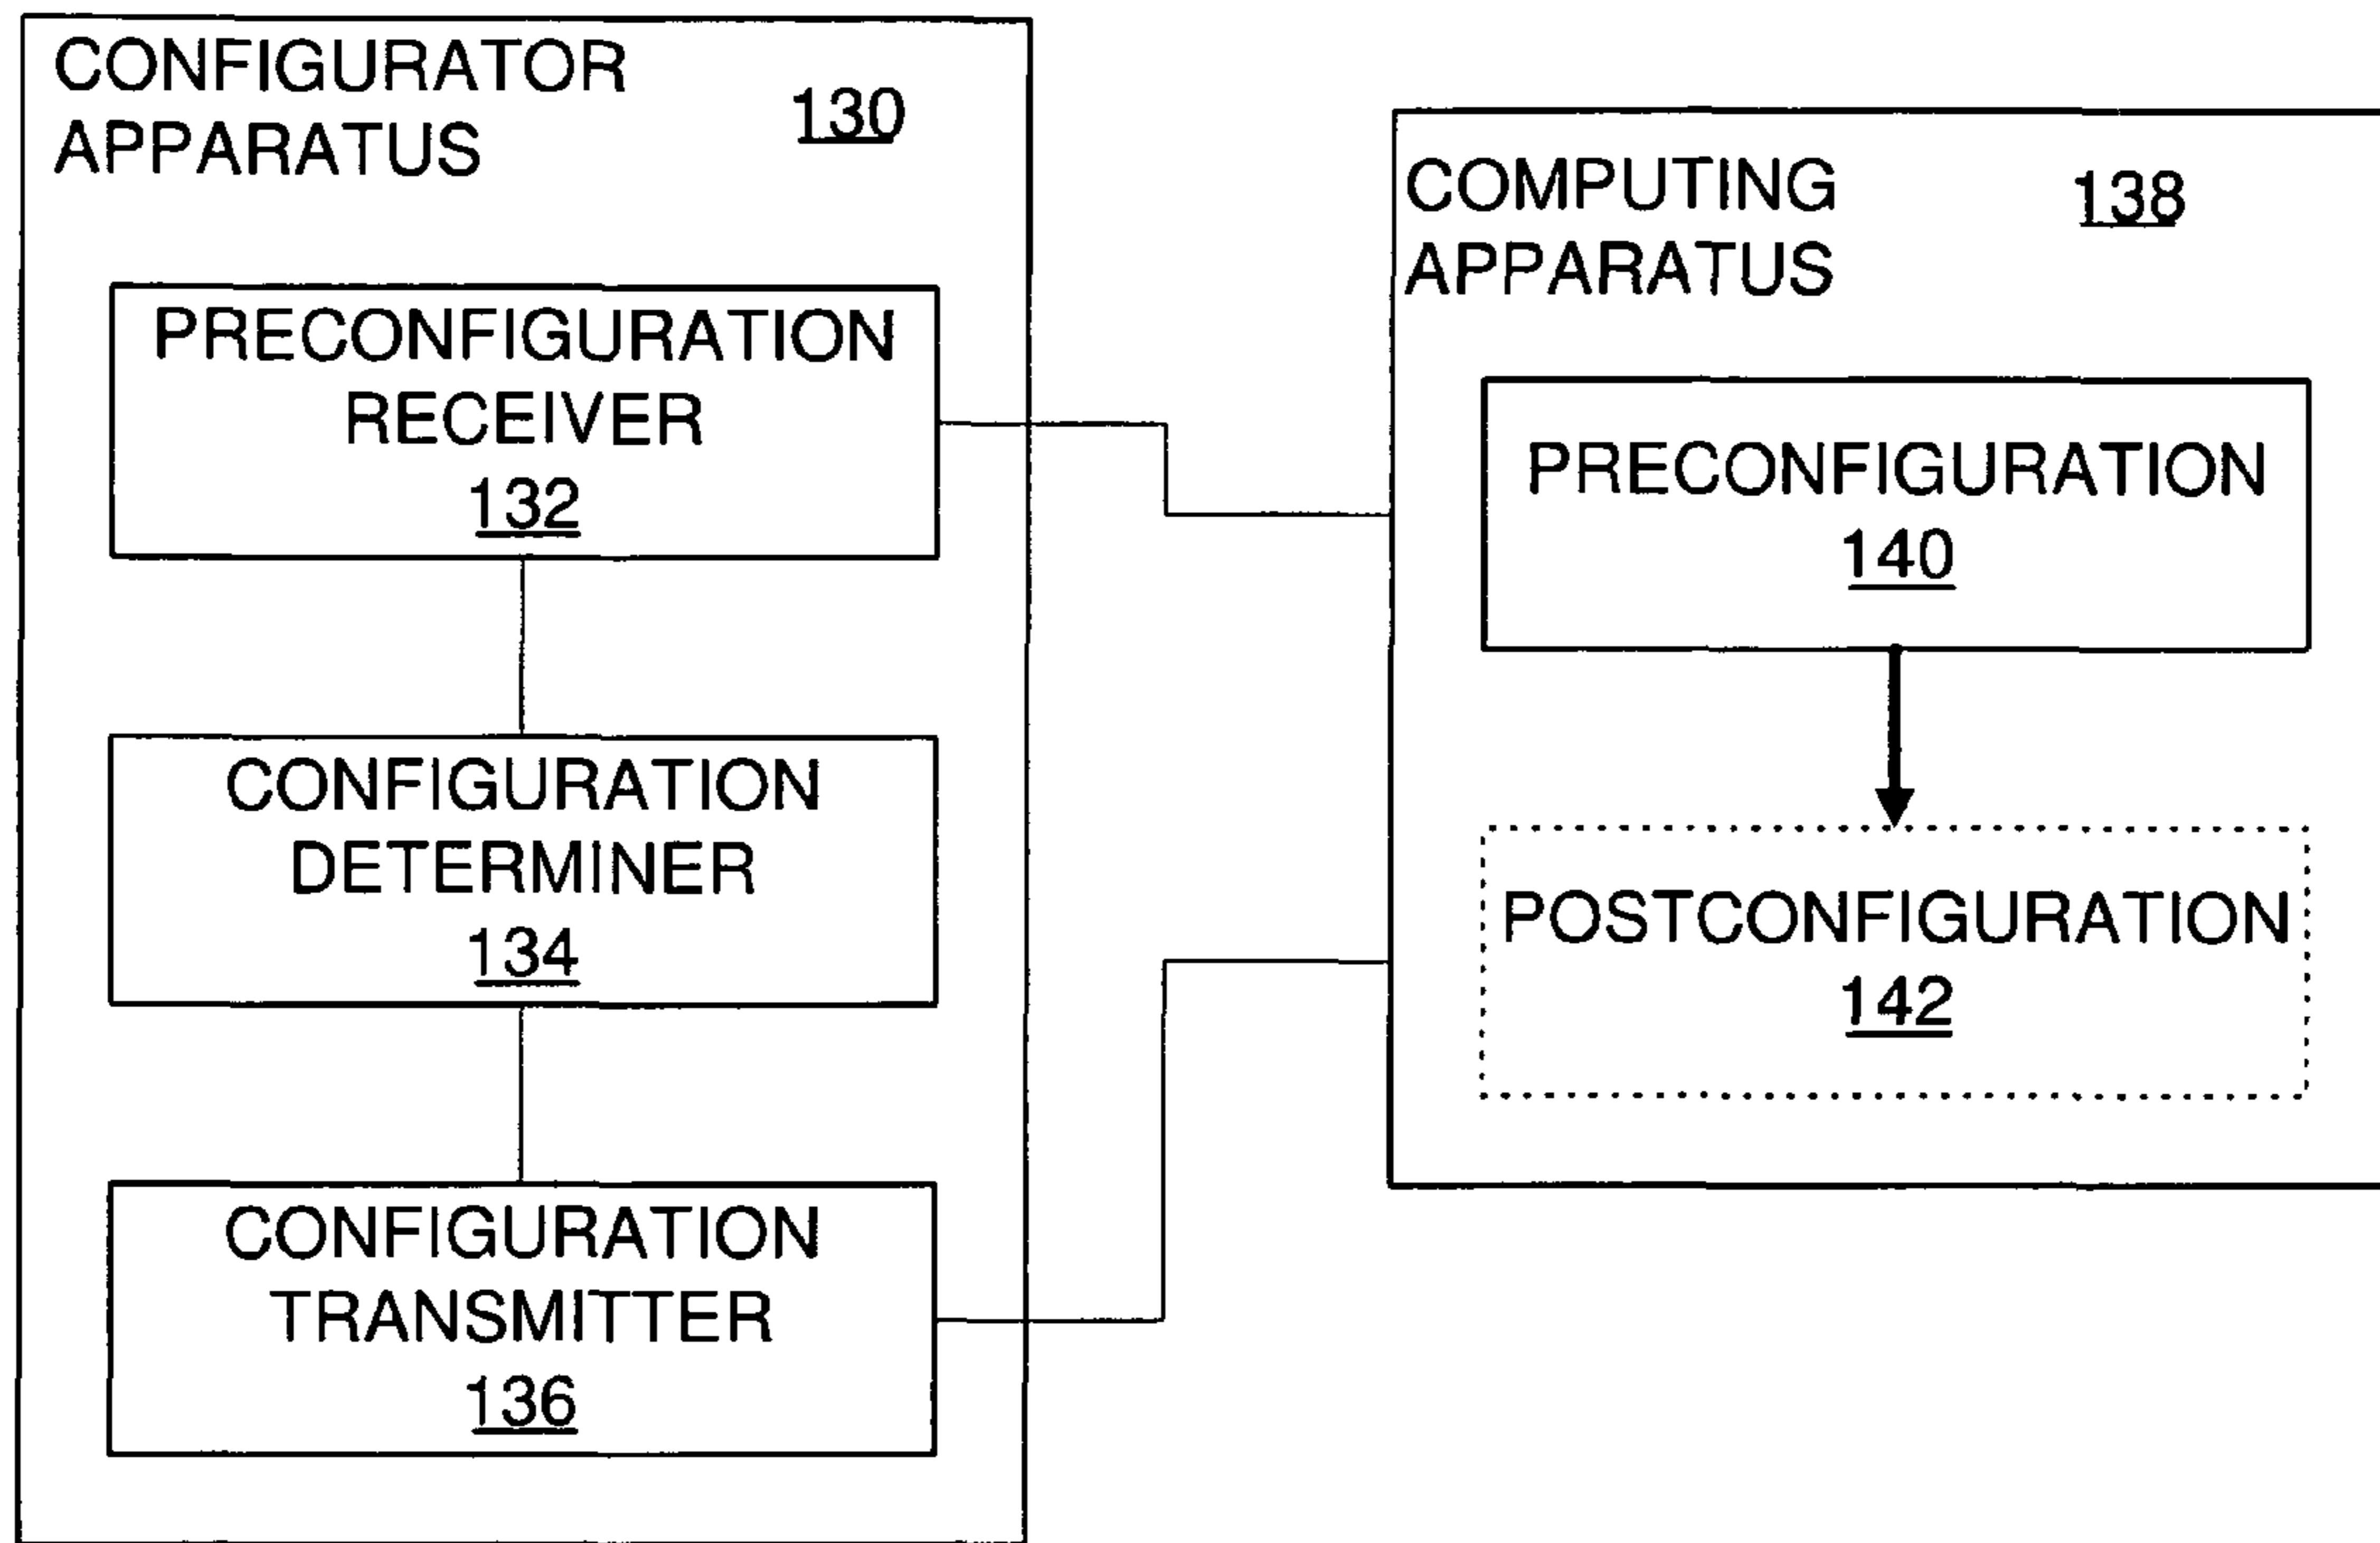 CONFIGURATOR
APPARATUS
130
PRECONFIGURATION
RECEIVER
132
CONFIGURATION
DETERMINER
134
CONFIGURATION
TRANSMITTER
136
COMPUTING
APPARATUS
138
PRECONFIGURATION
140
POSTCONFIGURATION
142